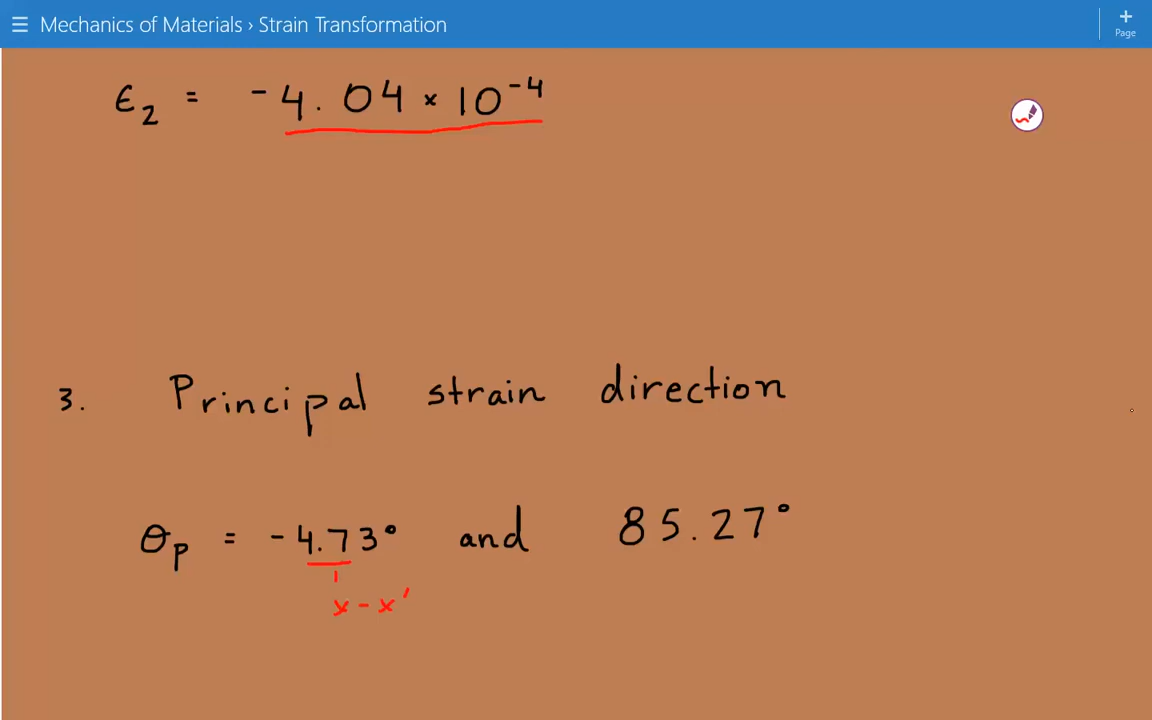 Mechanics of Materials › Strain Transformation
Page
ϵ₂ = -4.04 × 10⁻⁴
3. Principal strain direction
θₚ = -4.73° and 85.27°
x - x'